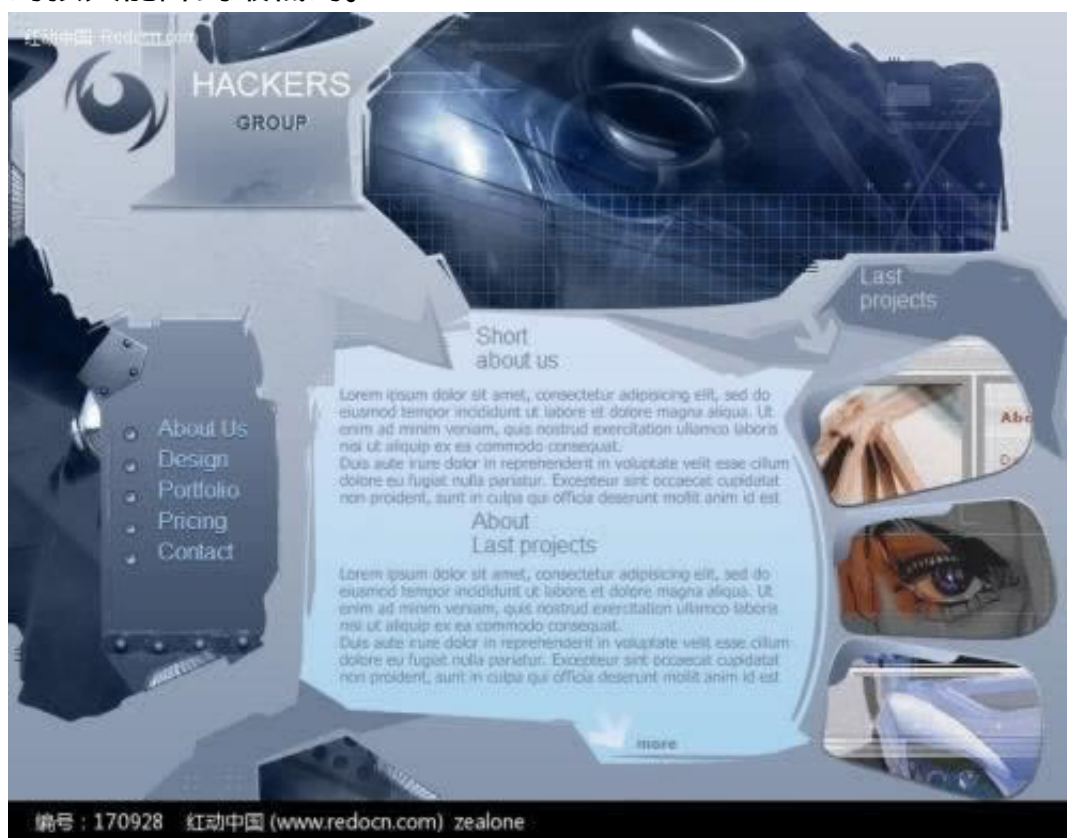 红动中国 Redocn.com
HACKERS
GROUP
Last
projects
Short
about us
Lorem ipsum dolor sit amet, consectetur adipisicing elit, sed do
eiusmod tempor incididunt ut labore et dolore magna aliqua. Ut
enim ad minim veniam, quis nostrud exercitation ullamco laboris
nisi ut aliquip ex ea commodo consequat.
Duis aute irure dolor in reprehenderit in voluptate velit esse cillum
dolore eu fugiat nulla pariatur. Excepteur sint occaecat cupidatat
non proident, sunt in culpa qui officia deserunt mollit anim id est
About Us
Design
Portfolio
Pricing
Contact
About
Last projects
Lorem ipsum dolor sit amet, consectetur adipisicing elit, sed do
eiusmod tempor incididunt ut labore et dolore magna aliqua. Ut
enim ad minim veniam, quis nostrud exercitation ullamco laboris
nisi ut aliquip ex ea commodo consequat.
Duis aute irure dolor in reprehenderit in voluptate velit esse cillum
dolore eu fugiat nulla pariatur. Excepteur sint occaecat cupidatat
non proident, sunt in culpa qui officia deserunt mollit anim id est
more
编号：170928 红动中国 (www.redocn.com) zealone